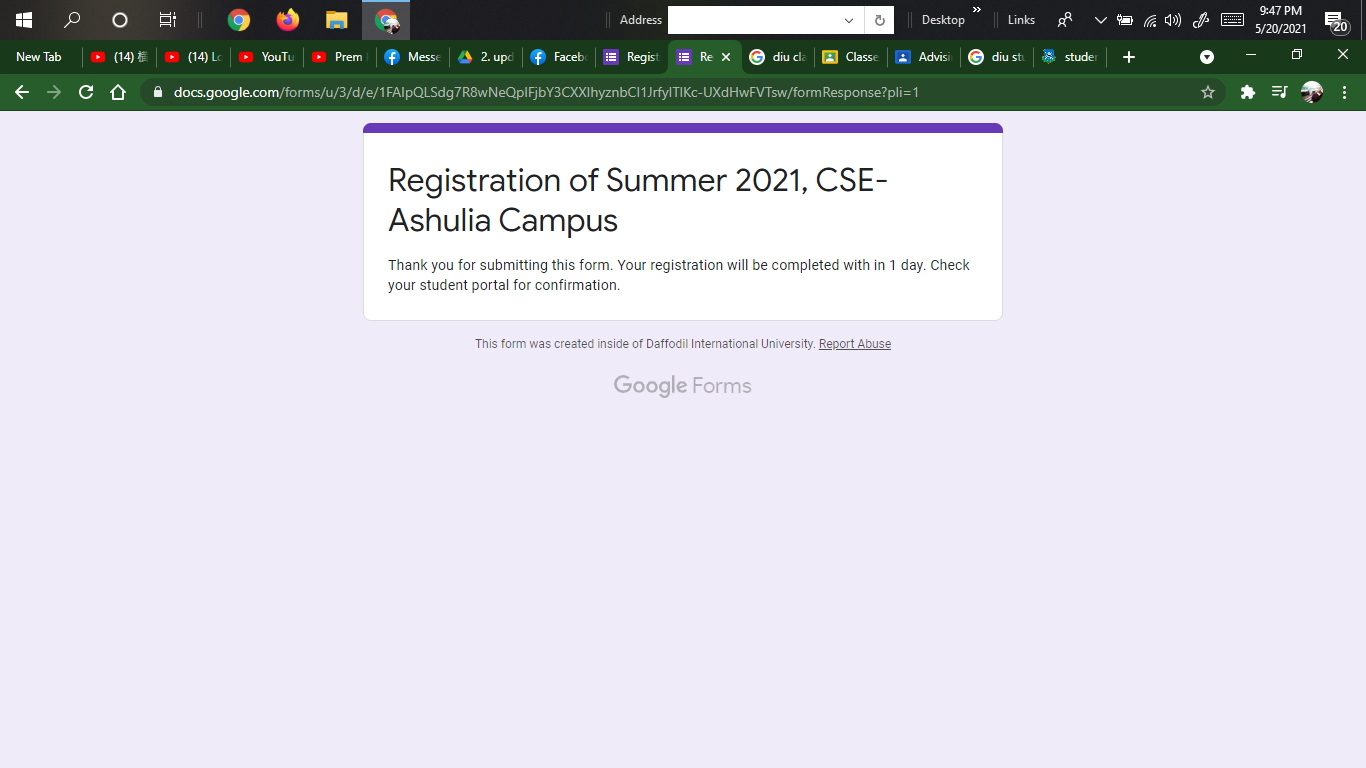 Address
Desktop
Links
9:47 PM
5/20/2021
20
New Tab
(14)
(14) Lo
YouTu
Prem
Messe
2. upd
Facebo
Regist
Re
diu cla
Classe
Advisi
diu stu
studen
docs.google.com/forms/u/3/d/e/1FAIpQLSdg7R8wNeQpIFjbY3CXXlhyznbCl1JrfylTlKc-UXdHwFVTsw/formResponse?pli=1
Registration of Summer 2021, CSE-
Ashulia Campus
Thank you for submitting this form. Your registration will be completed with in 1 day. Check
your student portal for confirmation.
This form was created inside of Daffodil International University. Report Abuse
Google Forms